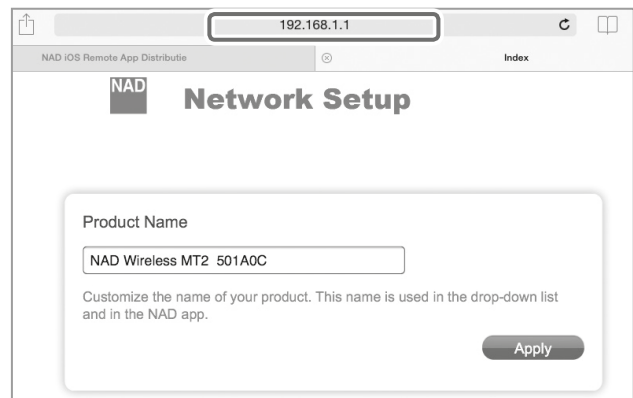 192.168.1.1
NAD iOS Remote App Distributie
Index
NAD
Network Setup
Product Name
NAD Wireless MT2 501A0C
Customize the name of your product. This name is used in the drop-down list
and in the NAD app.
Apply